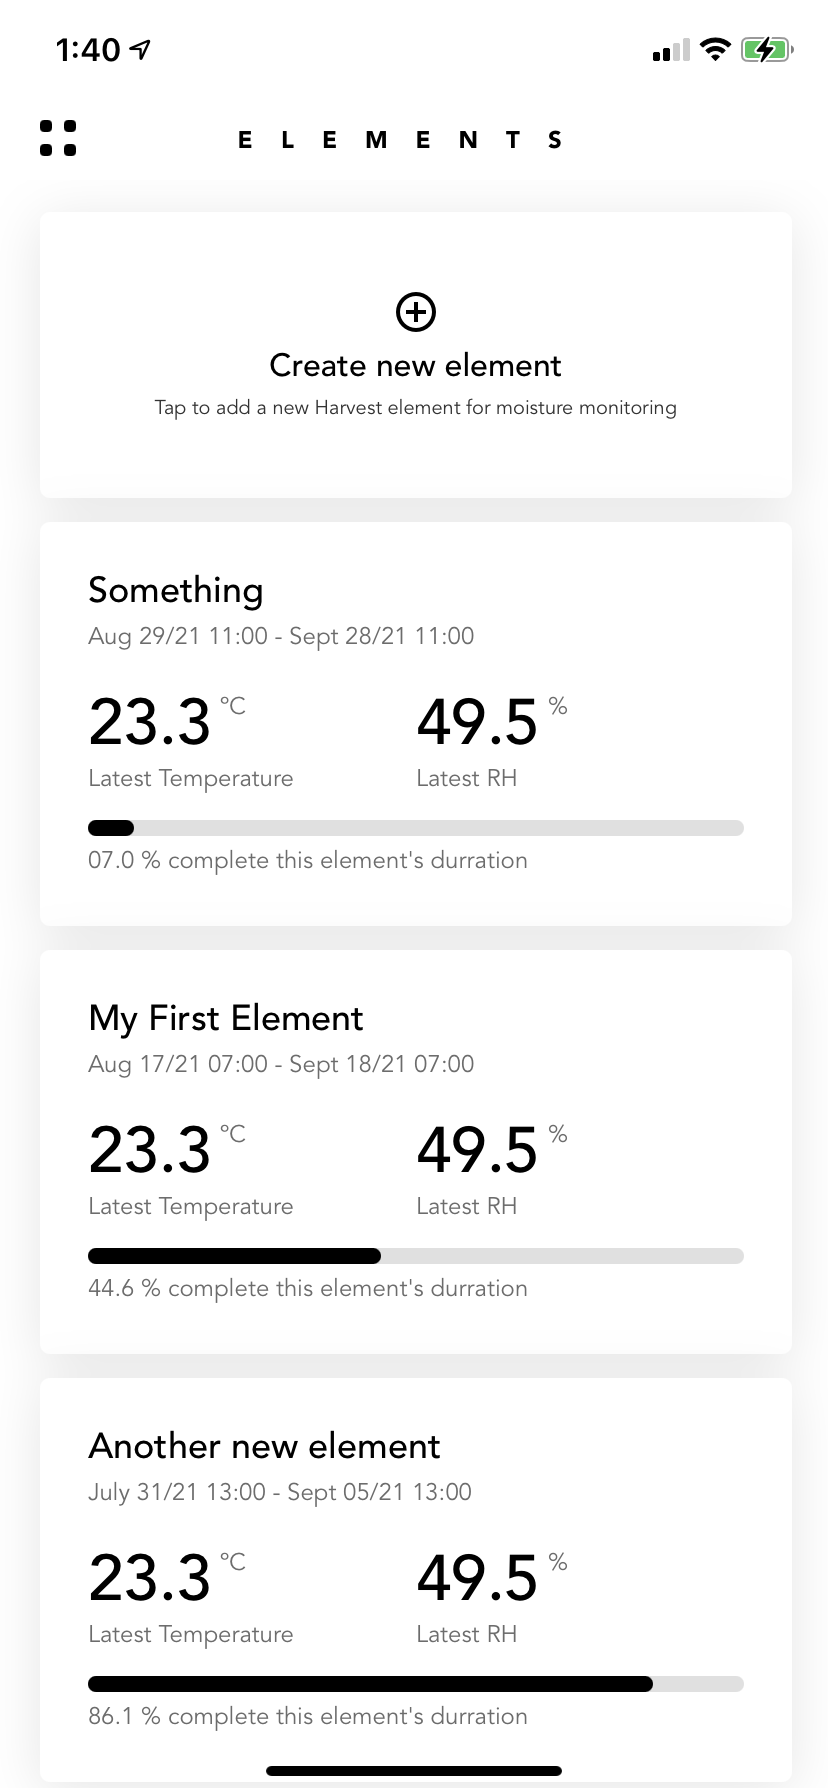 1:40
E L E M E N T S
Create new element
Tap to add a new Harvest element for moisture monitoring
Something
Aug 29/21 11:00 - Sept 28/21 11:00
23.3 °C 49.5 %
Latest Temperature Latest RH
07.0 % complete this element's durration
My First Element
Aug 17/21 07:00 - Sept 18/21 07:00
23.3 °C 49.5 %
Latest Temperature Latest RH
44.6 % complete this element's durration
Another new element
July 31/21 13:00 - Sept 05/21 13:00
23.3 °C 49.5 %
Latest Temperature Latest RH
86.1 % complete this element's durration